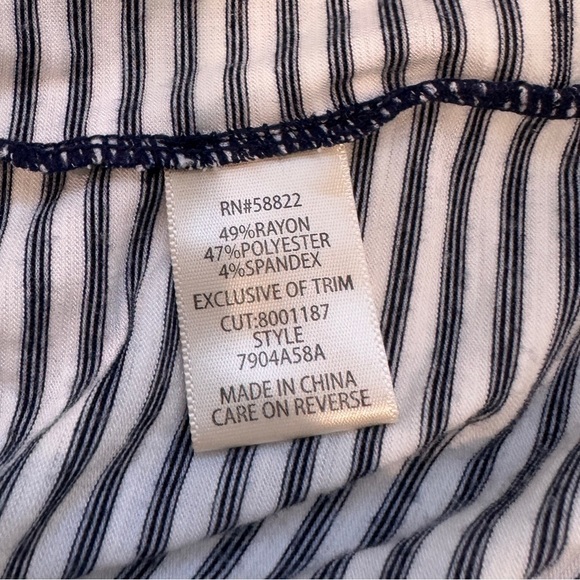 RN#58822
49%RAYON
47%POLYESTER
4%SPANDEX
EXCLUSIVE OF TRIM
CUT:8001187
STYLE
7904A58A
MADE IN CHINA
CARE ON REVERSE